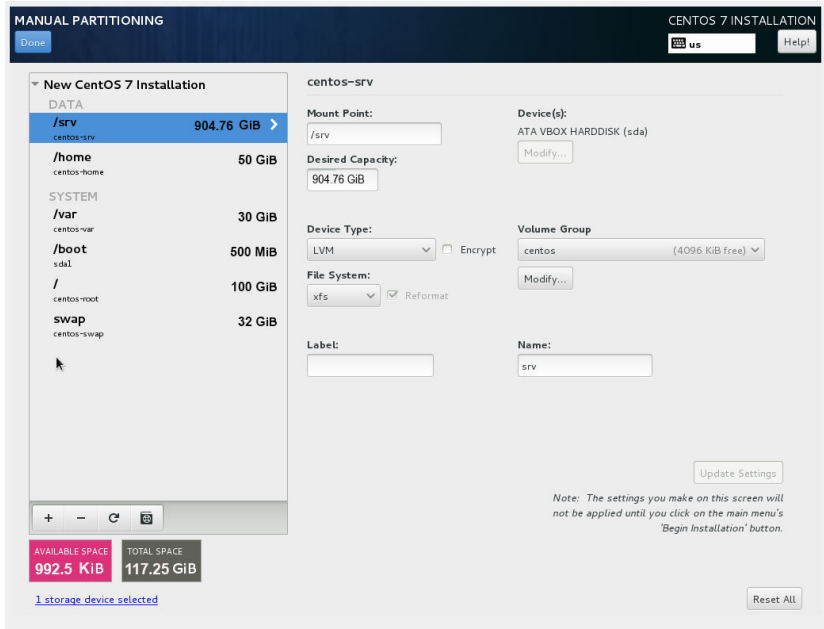 MANUAL PARTITIONING
CENTOS 7 INSTALLATION
Done
us
Help!
New CentOS 7 Installation
DATA
/srv 904.76 GiB
centos-srv
/home 50 GiB
centos-home
SYSTEM
/var 30 GiB
centos-var
/boot 500 MiB
sda1
/ 100 GiB
centos-root
swap 32 GiB
centos-swap
+ −
AVAILABLE SPACE
992.5 KiB
TOTAL SPACE
117.25 GiB
1 storage device selected
centos-srv
Mount Point:
/srv
Desired Capacity:
904.76 GiB
Device(s):
ATA VBOX HARDDISK (sda)
Modify...
Device Type:
LVM
Encrypt
File System:
xfs
Reformat
Volume Group
centos (4096 KiB free)
Modify...
Label:
Name:
srv
Update Settings
Note: The settings you make on this screen will
not be applied until you click on the main menu's
'Begin Installation' button.
Reset All